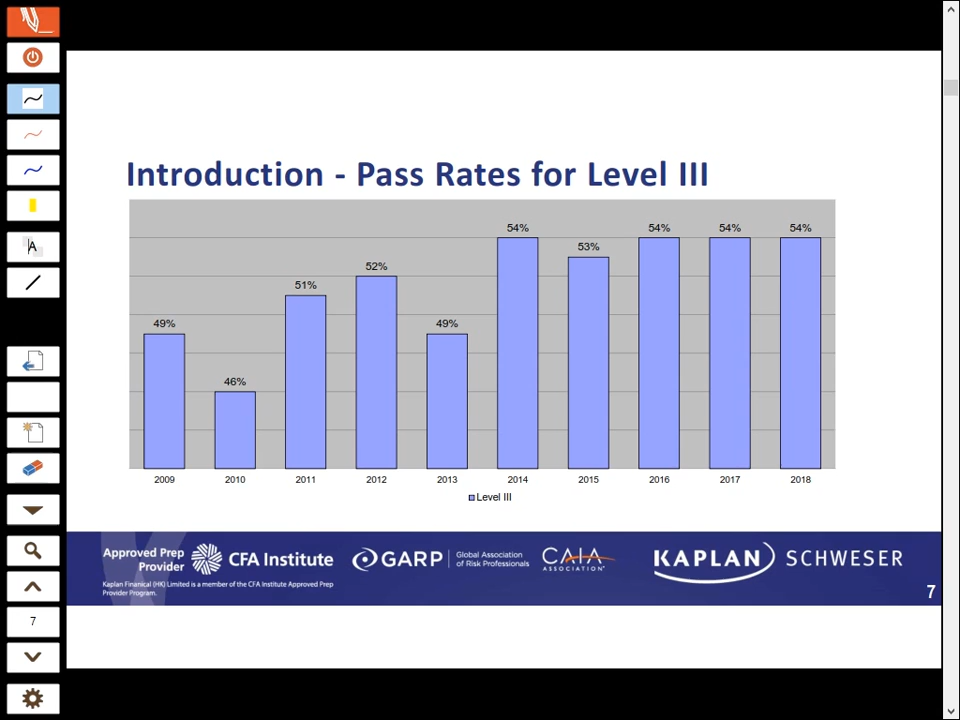 A
7
Introduction - Pass Rates for Level III
49%
46%
51%
52%
49%
54%
53%
54%
54%
54%
2009 2010 2011 2012 2013 2014 2015 2016 2017 2018
Level III
Approved Prep
Provider
CFA Institute
Kaplan Finanical (HK) Limited is a member of the CFA Institute Approved Prep
Provider Program.
GARP
Global Association
of Risk Professionals
CAIA
ASSOCIATION®
KAPLAN SCHWESER
7